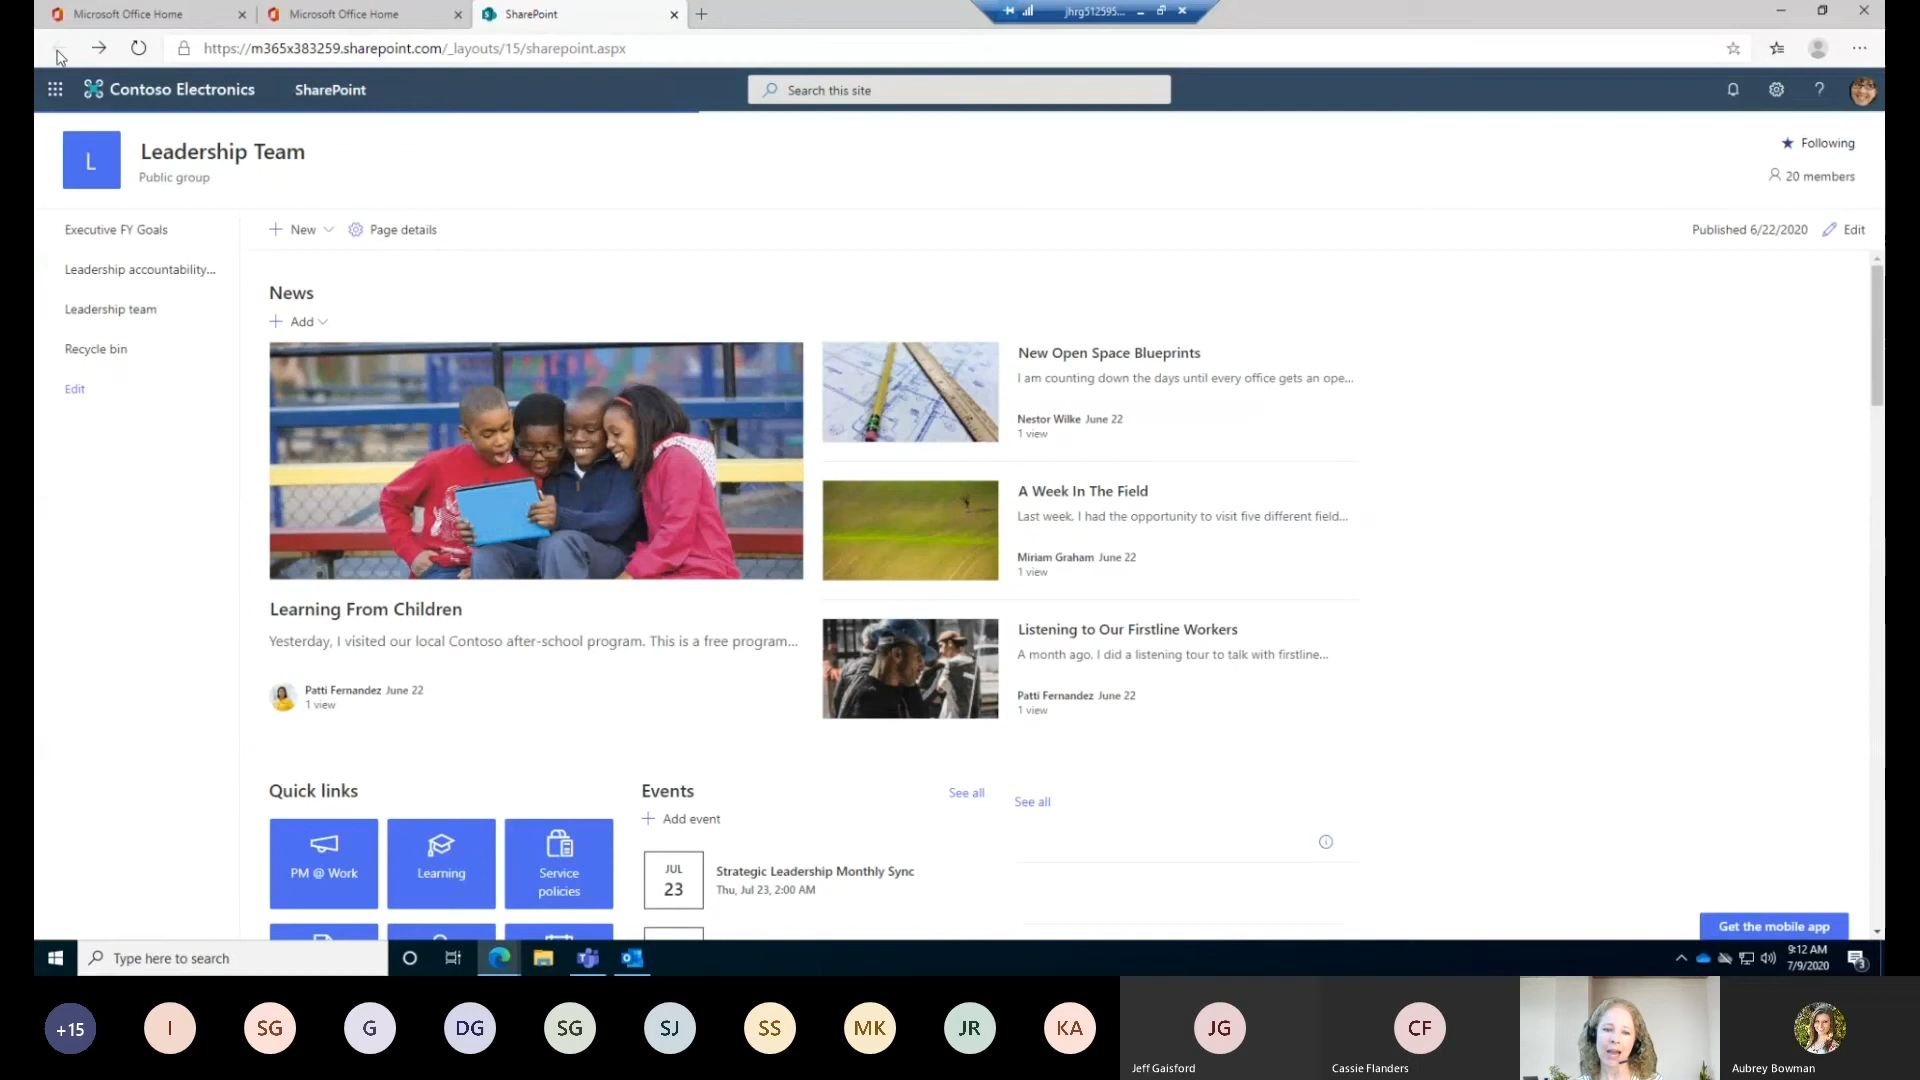 Microsoft Office Home
Microsoft Office Home
SharePoint
jhrg512595...
https://m365x383259.sharepoint.com/_layouts/15/sharepoint.aspx
Contoso Electronics
SharePoint
Search this site
L
Leadership Team
Public group
Following
20 members
Executive FY Goals
Leadership accountability...
Leadership team
Recycle bin
Edit
New
Page details
Published 6/22/2020
Edit
News
Add
Learning From Children
Yesterday, I visited our local Contoso after-school program. This is a free program...
Patti Fernandez June 22
1 view
New Open Space Blueprints
I am counting down the days until every office gets an ope...
Nestor Wilke June 22
1 view
A Week In The Field
Last week, I had the opportunity to visit five different field...
Miriam Graham June 22
1 view
Listening to Our Firstline Workers
A month ago, I did a listening tour to talk with firstline...
Patti Fernandez June 22
1 view
Quick links
PM @ Work
Learning
Service
policies
Events
See all
Add event
JUL
23
Strategic Leadership Monthly Sync
Thu, Jul 23, 2:00 AM
See all
Get the mobile app
Type here to search
9:12 AM
7/9/2020
3
+15
I
SG
G
DG
SG
SJ
SS
MK
JR
KA
JG
Jeff Gaisford
CF
Cassie Flanders
Aubrey Bowman